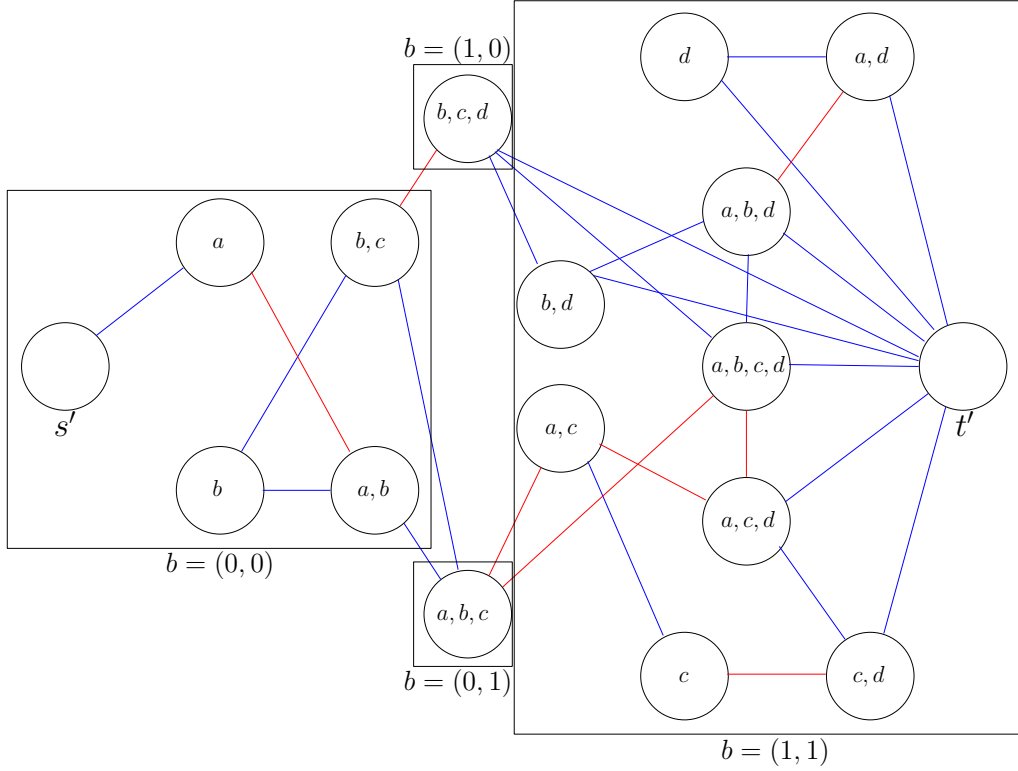 b = (1, 0)
d
a, d
b, c, d
a, b, d
a
b, c
b, d
a, b, c, d
s′
t′
a, c
b
a, b
a, c, d
b = (0, 0)
a, b, c
c
c, d
b = (0, 1)
b = (1, 1)